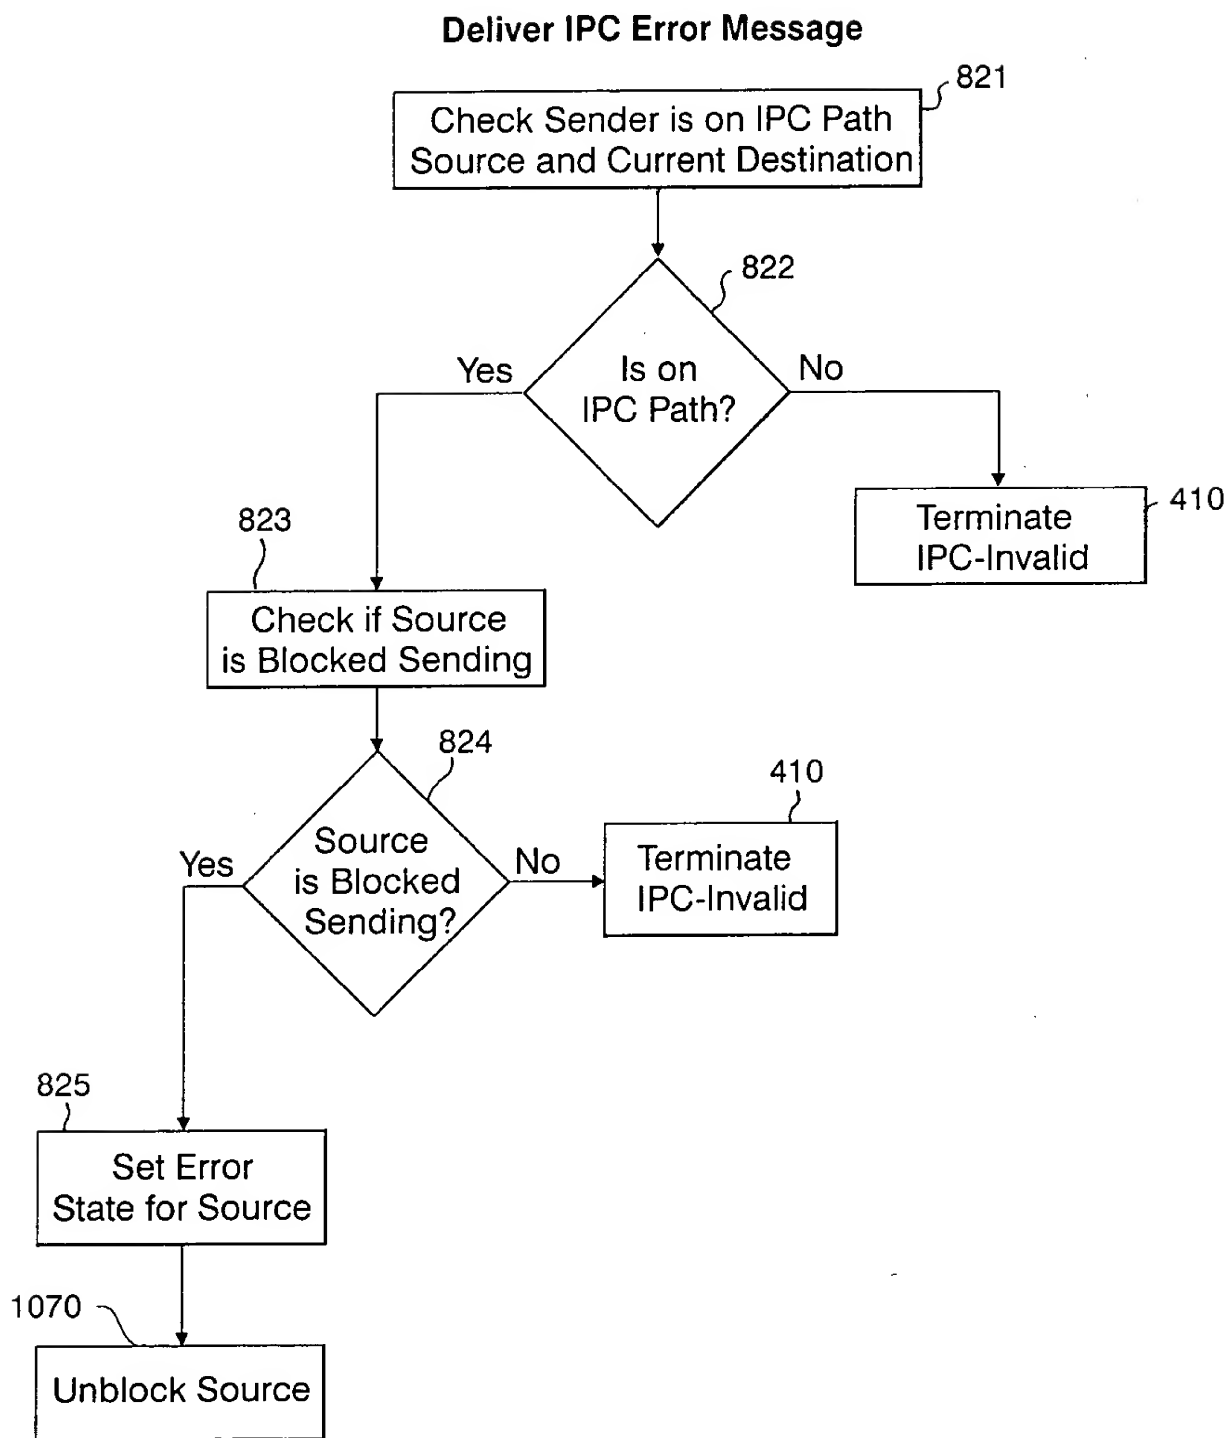 Deliver IPC Error Message
821
Check Sender is on IPC Path
Source and Current Destination
822
Yes
Is on
IPC Path?
No
410
Terminate
IPC-Invalid
823
Check if Source
is Blocked Sending
824
Yes
Source
is Blocked
Sending?
No
410
Terminate
IPC-Invalid
825
Set Error
State for Source
1070
Unblock Source